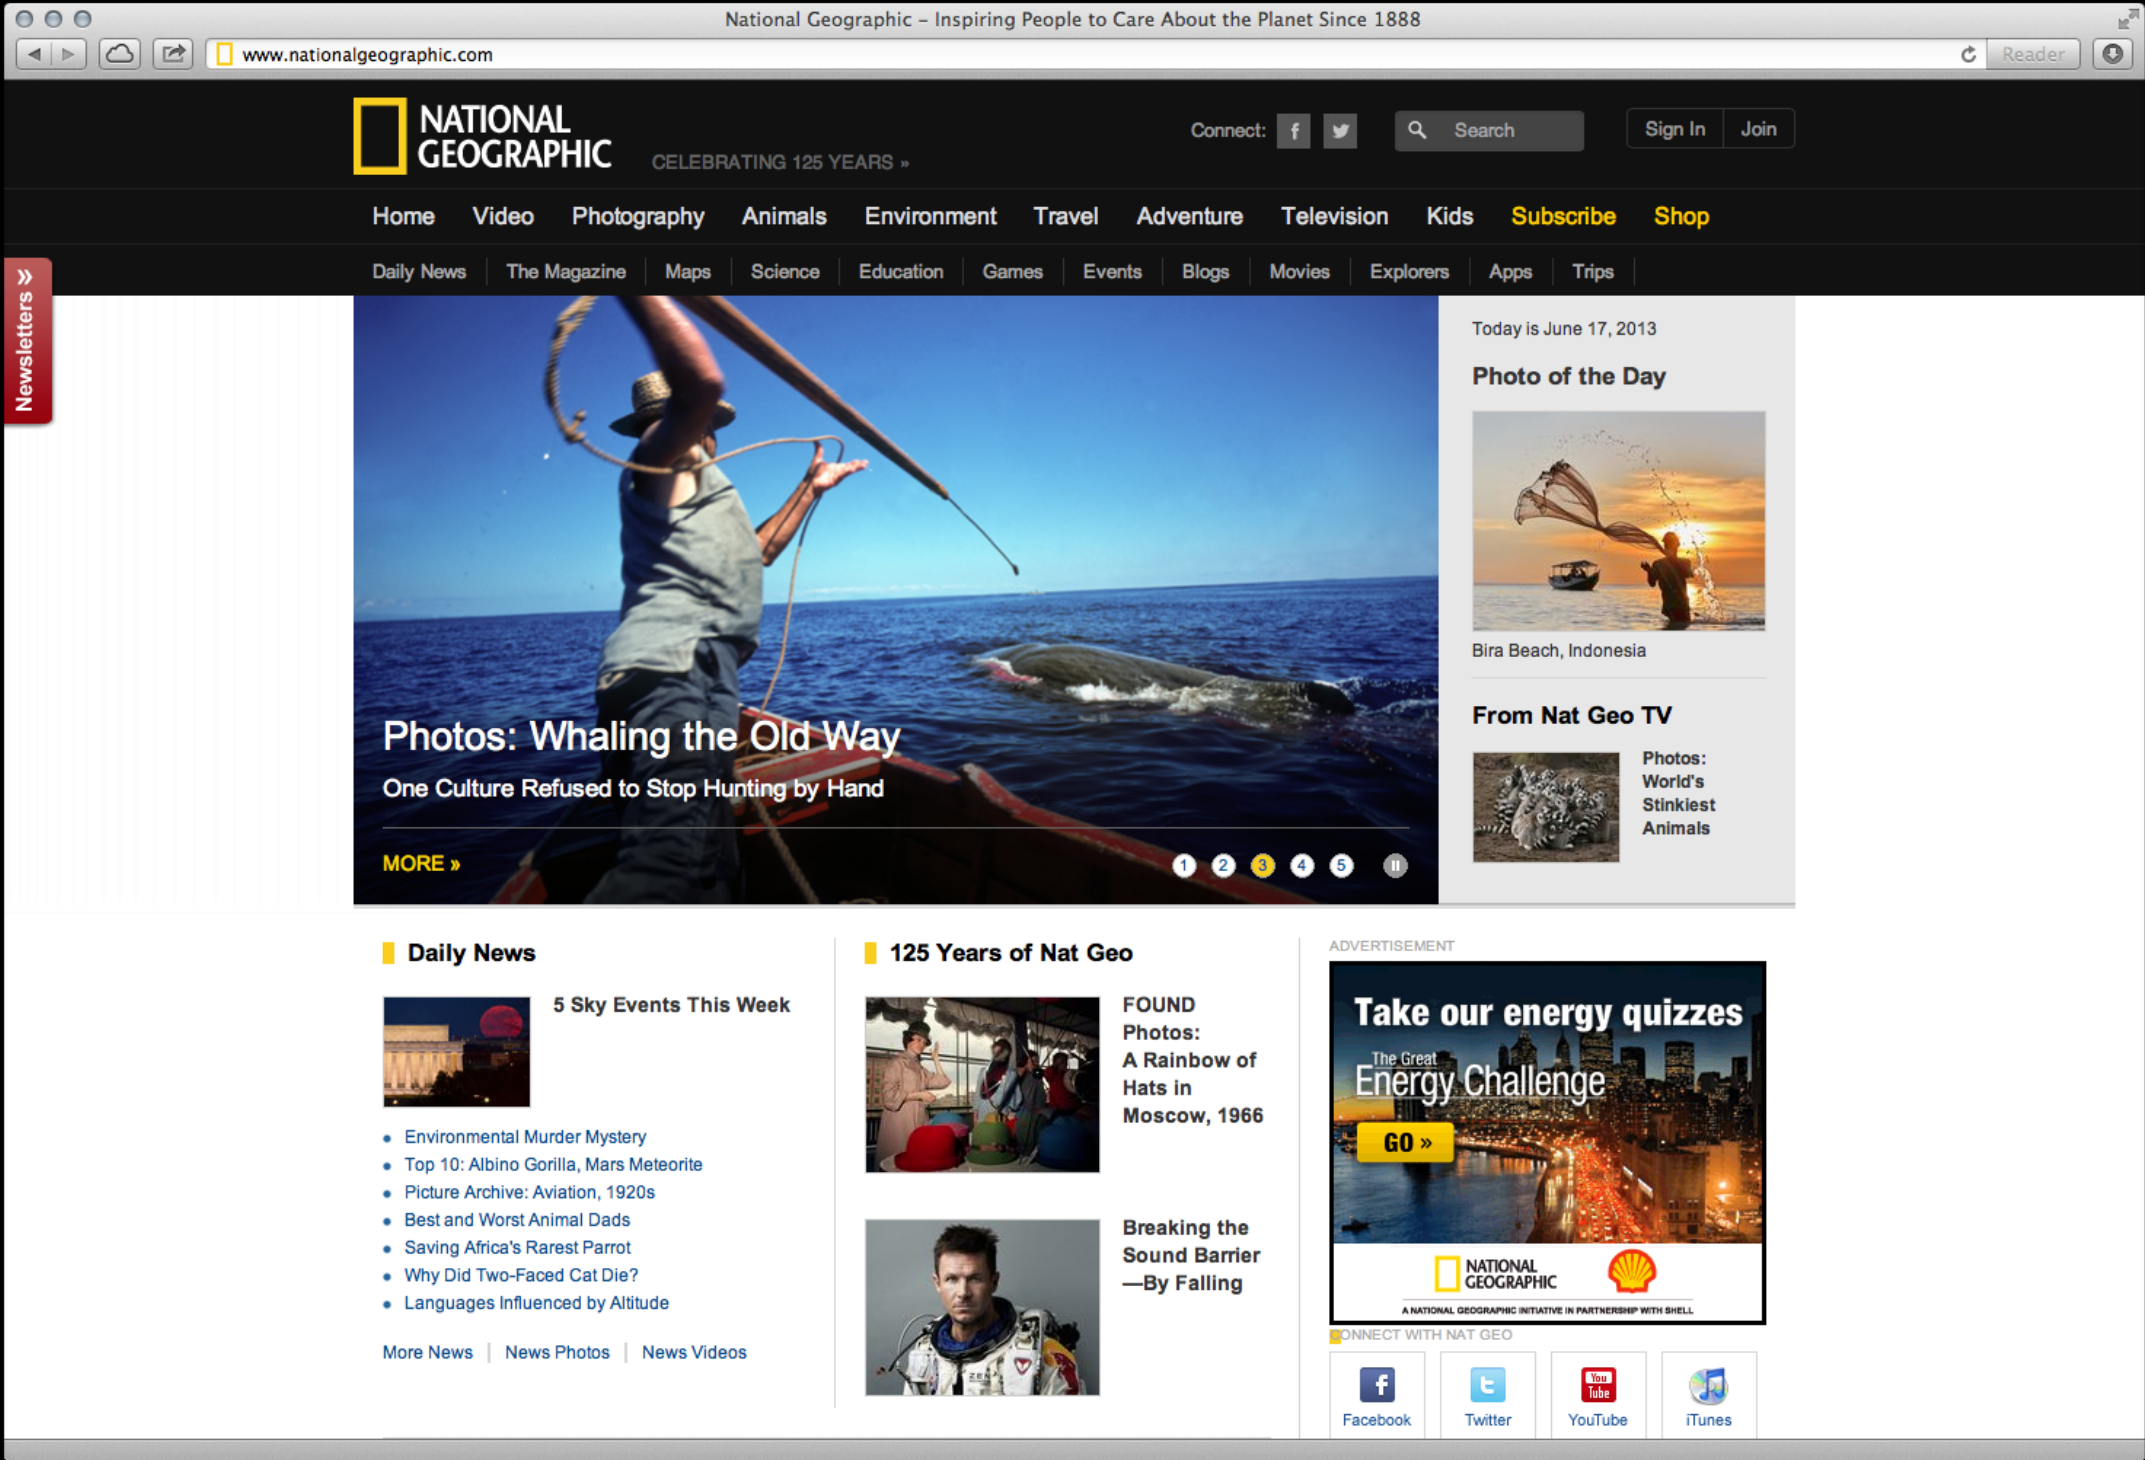 National Geographic – Inspiring People to Care About the Planet Since 1888
www.nationalgeographic.com
Reader
NATIONAL
GEOGRAPHIC
CELEBRATING 125 YEARS »
Connect:
f
Search
Sign In
Join
Home Video Photography Animals Environment Travel Adventure Television Kids Subscribe Shop
Daily News The Magazine Maps Science Education Games Events Blogs Movies Explorers Apps Trips
Newsletters »
Photos: Whaling the Old Way
One Culture Refused to Stop Hunting by Hand
MORE »
1 2 3 4 5
Today is June 17, 2013
Photo of the Day
Bira Beach, Indonesia
From Nat Geo TV
Photos:
World's
Stinkiest
Animals
Daily News
5 Sky Events This Week
Environmental Murder Mystery
Top 10: Albino Gorilla, Mars Meteorite
Picture Archive: Aviation, 1920s
Best and Worst Animal Dads
Saving Africa's Rarest Parrot
Why Did Two-Faced Cat Die?
Languages Influenced by Altitude
More News News Photos News Videos
125 Years of Nat Geo
FOUND
Photos:
A Rainbow of
Hats in
Moscow, 1966
Breaking the
Sound Barrier
—By Falling
ADVERTISEMENT
Take our energy quizzes
The Great
Energy Challenge
GO »
NATIONAL
GEOGRAPHIC
A NATIONAL GEOGRAPHIC INITIATIVE IN PARTNERSHIP WITH SHELL
CONNECT WITH NAT GEO
f
t
You
Tube
Facebook Twitter YouTube iTunes